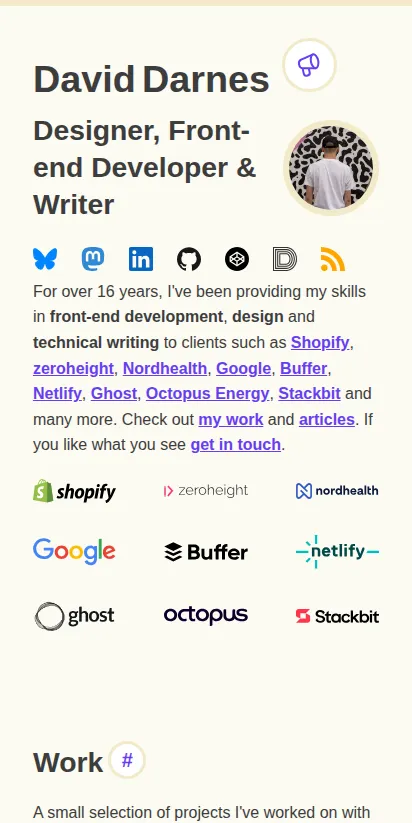 David Darnes
Designer, Front-
end Developer &
Writer
in
For over 16 years, I've been providing my skills
in front-end development, design and
technical writing to clients such as Shopify,
zeroheight, Nordhealth, Google, Buffer,
Netlify, Ghost, Octopus Energy, Stackbit and
many more. Check out my work and articles. If
you like what you see get in touch.
shopify zeroheight nordhealth
Google Buffer netlify
ghost octopus Stackbit
Work #
A small selection of projects I've worked on with